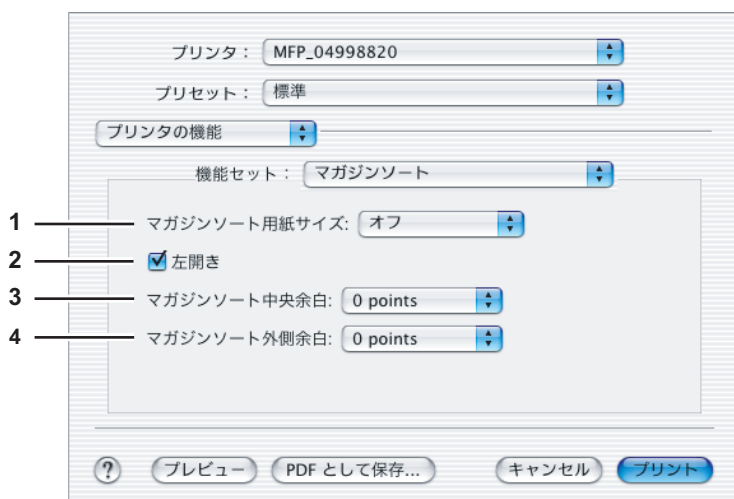 プリンタ： MFP_04998820
プリセット： 標準
プリンタの機能
機能セット： マガジンソート
1 マガジンソート用紙サイズ: オフ
2 左開き
3 マガジンソート中央余白: 0 points
4 マガジンソート外側余白: 0 points
? プレビュー PDF として保存... キャンセル プリント